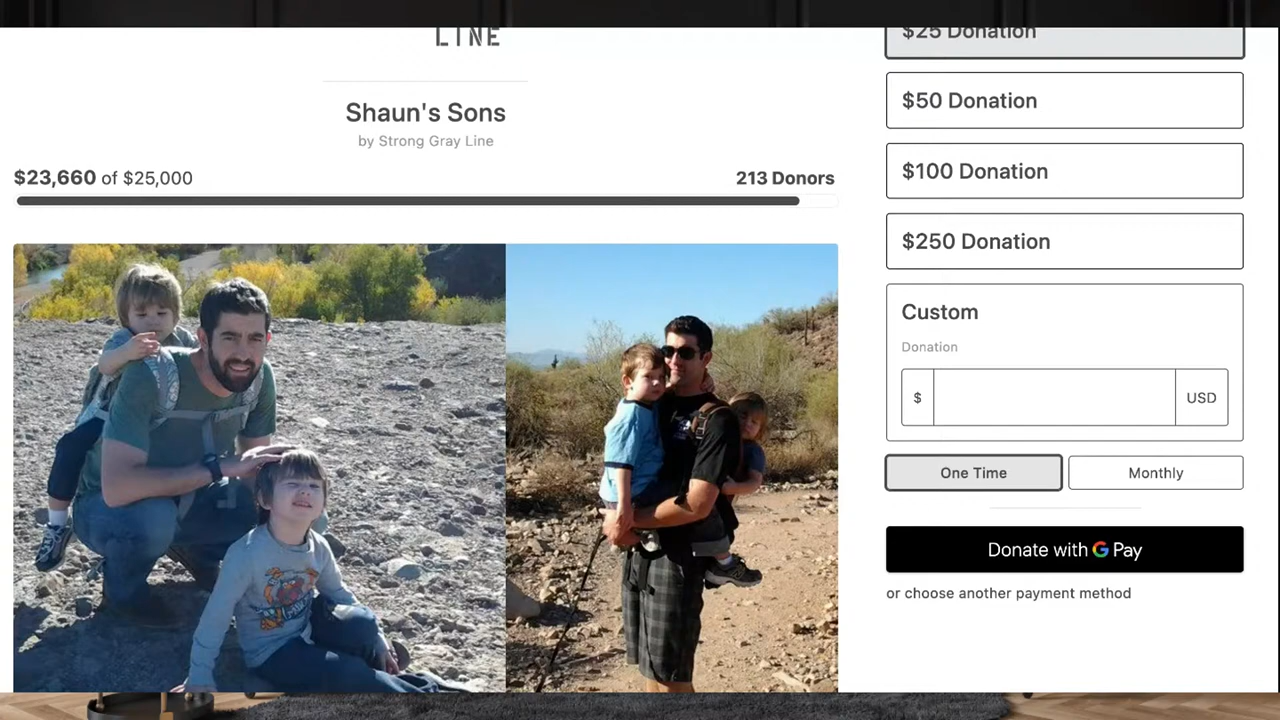 LINE
Shaun's Sons
by Strong Gray Line
$23,660 of $25,000
213 Donors
$25 Donation
$50 Donation
$100 Donation
$250 Donation
Custom
Donation
$
USD
One Time
Monthly
Donate with G Pay
or choose another payment method